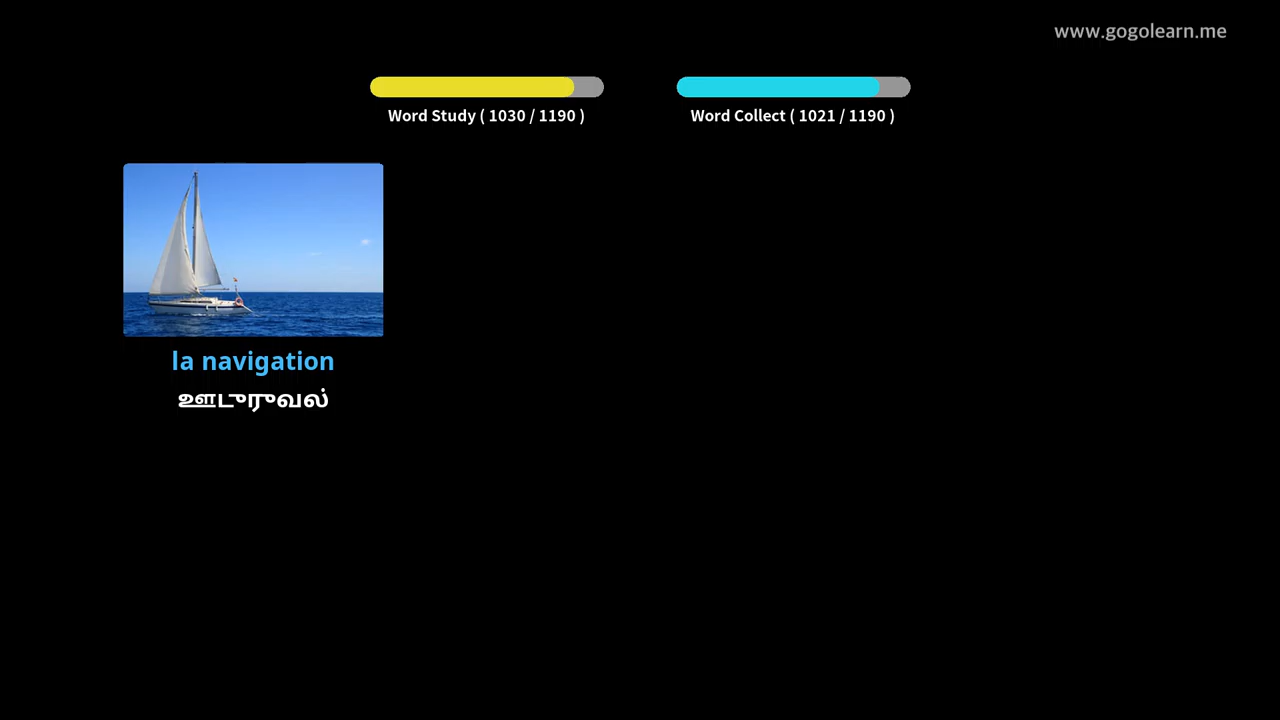 www.gogolearn.me
Word Study ( 1030 / 1190 )
Word Collect ( 1021 / 1190 )
la navigation
ஊடுருவல்